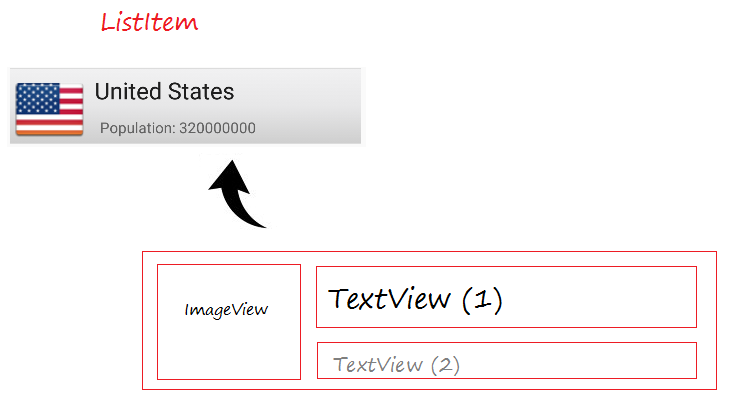 ListItem
United States
Population: 320000000
ImageView
TextView (1)
TextView (2)